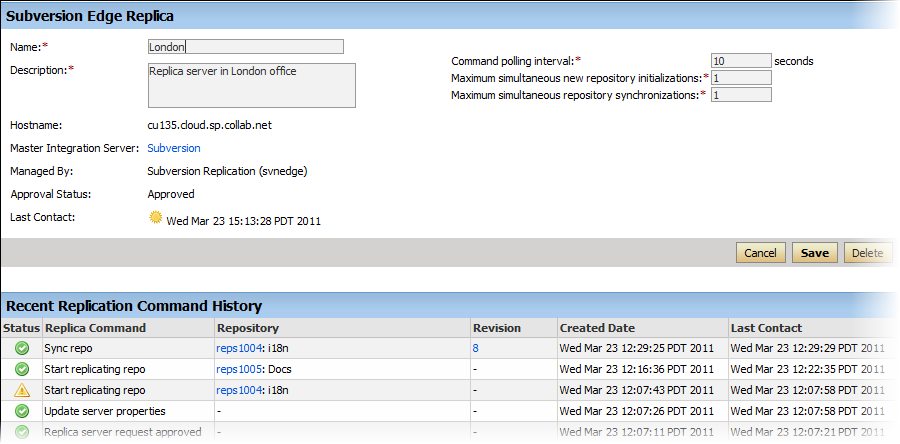 Subversion Edge Replica
Name:* London
Description:* Replica server in London office
Command polling interval:* 10 seconds
Maximum simultaneous new repository initializations:* 1
Maximum simultaneous repository synchronizations:* 1
Hostname: cu135.cloud.sp.collab.net
Master Integration Server: Subversion
Managed By: Subversion Replication (svnedge)
Approval Status: Approved
Last Contact: Wed Mar 23 15:13:28 PDT 2011
Cancel Save Delete
Recent Replication Command History
Status Replica Command Repository Revision Created Date Last Contact
Sync repo reps1004: i18n 8 Wed Mar 23 12:29:25 PDT 2011 Wed Mar 23 12:29:29 PDT 2011
Start replicating repo reps1005: Docs - Wed Mar 23 12:16:36 PDT 2011 Wed Mar 23 12:22:35 PDT 2011
Start replicating repo reps1004: i18n - Wed Mar 23 12:07:43 PDT 2011 Wed Mar 23 12:07:58 PDT 2011
Update server properties - - Wed Mar 23 12:07:26 PDT 2011 Wed Mar 23 12:07:58 PDT 2011
Replica server request approved - - Wed Mar 23 12:07:11 PDT 2011 Wed Mar 23 12:07:21 PDT 2011